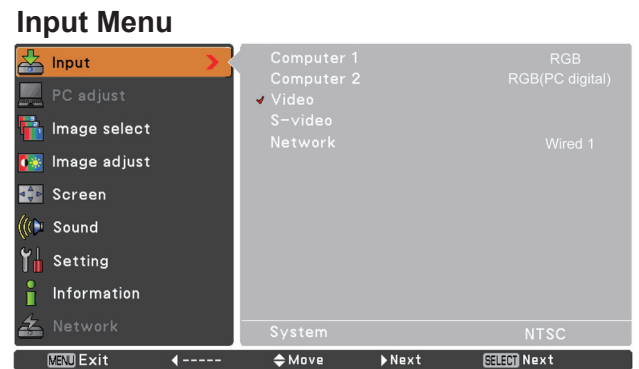 Input Menu
Input
PC adjust
Image select
Image adjust
Screen
Sound
Setting
Information
Network
Computer 1 RGB
Computer 2 RGB(PC digital)
Video
S-video
Network Wired 1
System NTSC
MENU Exit ----- Move Next SELECT Next